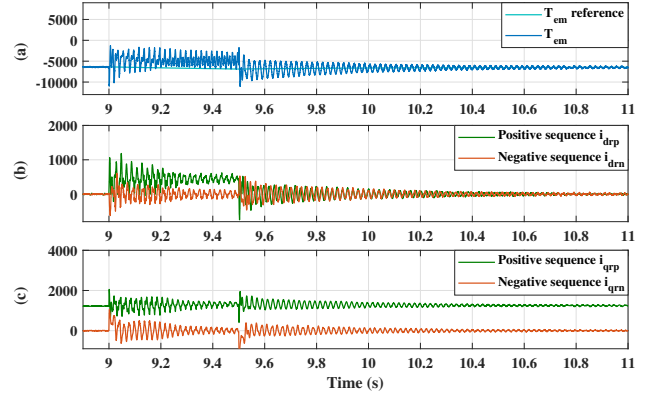 5000
T_em reference
0
T_em
(a)
-5000
-10000
9 9.2 9.4 9.6 9.8 10 10.2 10.4 10.6 10.8 11
2000
Positive sequence i_drp
Negative sequence i_drn
1000
(b)
0
9 9.2 9.4 9.6 9.8 10 10.2 10.4 10.6 10.8 11
4000
Positive sequence i_qrp
Negative sequence i_qrn
2000
(c)
0
9 9.2 9.4 9.6 9.8 10 10.2 10.4 10.6 10.8 11
Time (s)